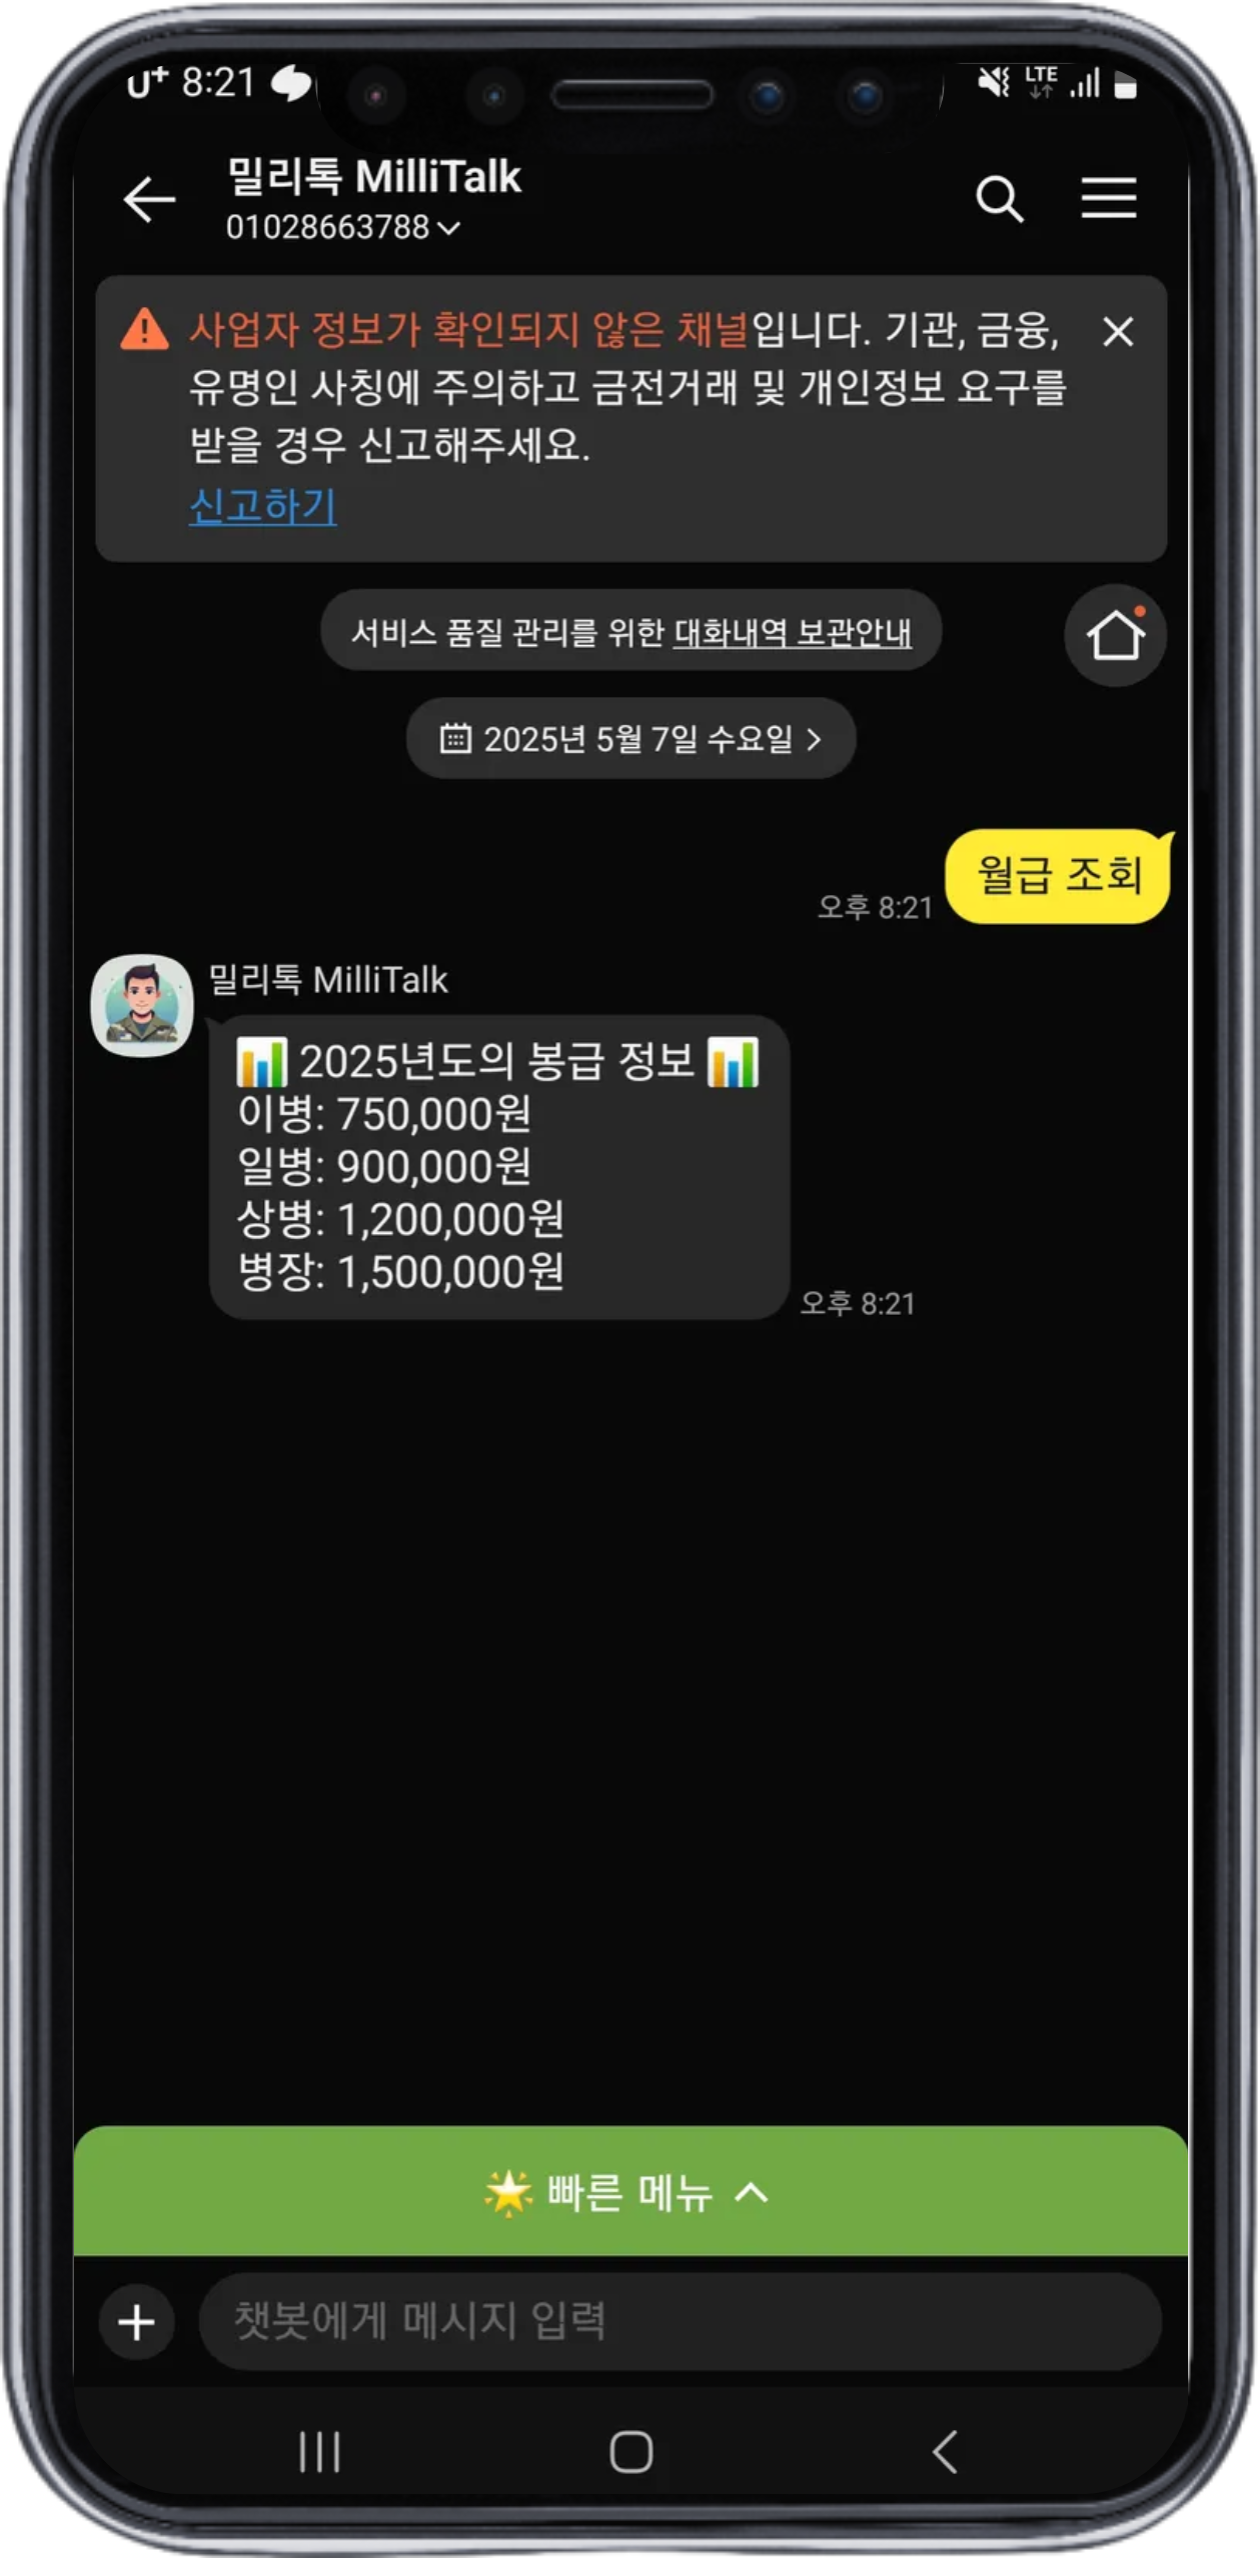 U+ 8:21
LTE
밀리톡 MilliTalk
01028663788
사업자 정보가 확인되지 않은 채널입니다. 기관, 금융,
유명인 사칭에 주의하고 금전거래 및 개인정보 요구를
받을 경우 신고해주세요.
신고하기
서비스 품질 관리를 위한 대화내역 보관안내
2025년 5월 7일 수요일
월급 조회
오후 8:21
밀리톡 MilliTalk
📊 2025년도의 봉급 정보 📊
이병: 750,000원
일병: 900,000원
상병: 1,200,000원
병장: 1,500,000원
오후 8:21
🌟 빠른 메뉴
챗봇에게 메시지 입력